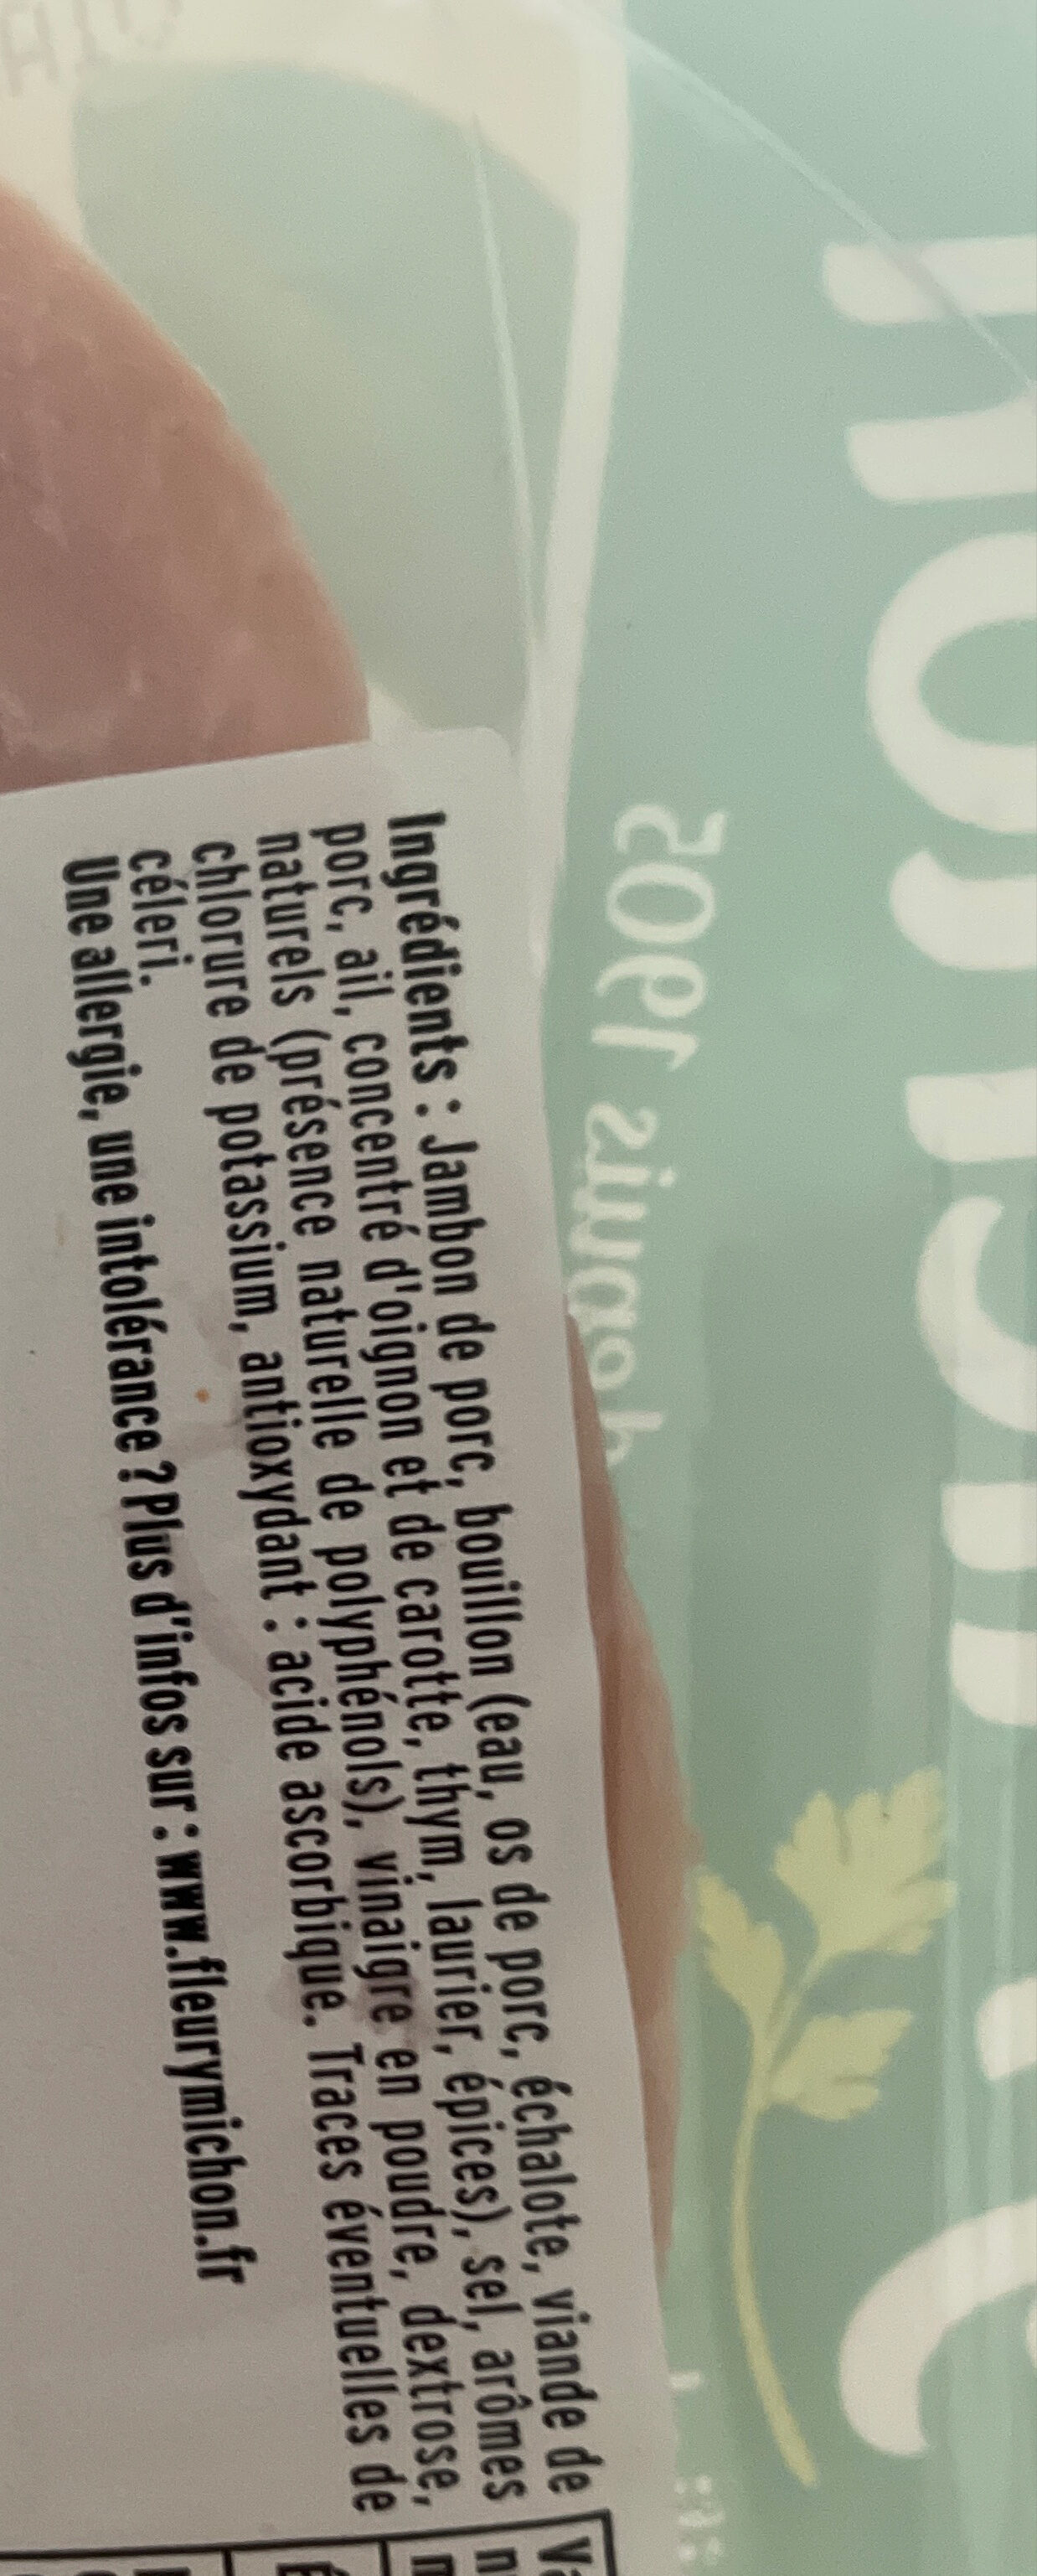 Ingrédients : Jambon de porc, bouillon (eau, os de porc, échalote, viande de
porc, ail, concentré d'oignon et de carotte, thym, laurier, épices), sel, arômes
naturels (présence naturelle de polyphénols), vinaigre en poudre, dextrose,
chlorure de potassium, antioxydant : acide ascorbique. Traces éventuelles de
céleri.
Une allergie, une intolérance ? Plus d'infos sur : www.fleurymichon.fr